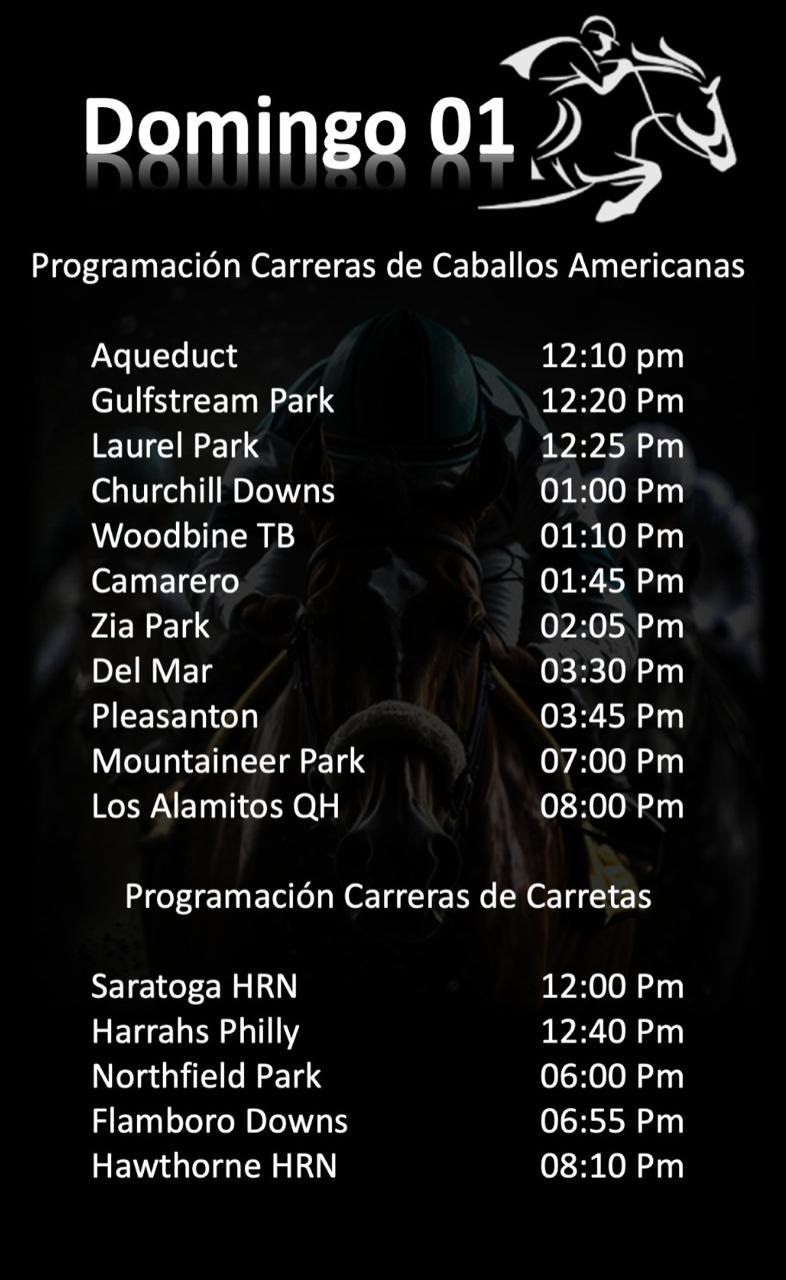 Domingo 01
Programación Carreras de Caballos Americanas
Aqueduct 12:10 pm
Gulfstream Park 12:20 Pm
Laurel Park 12:25 Pm
Churchill Downs 01:00 Pm
Woodbine TB 01:10 Pm
Camarero 01:45 Pm
Zia Park 02:05 Pm
Del Mar 03:30 Pm
Pleasanton 03:45 Pm
Mountaineer Park 07:00 Pm
Los Alamitos QH 08:00 Pm
Programación Carreras de Carretas
Saratoga HRN 12:00 Pm
Harrahs Philly 12:40 Pm
Northfield Park 06:00 Pm
Flamboro Downs 06:55 Pm
Hawthorne HRN 08:10 Pm